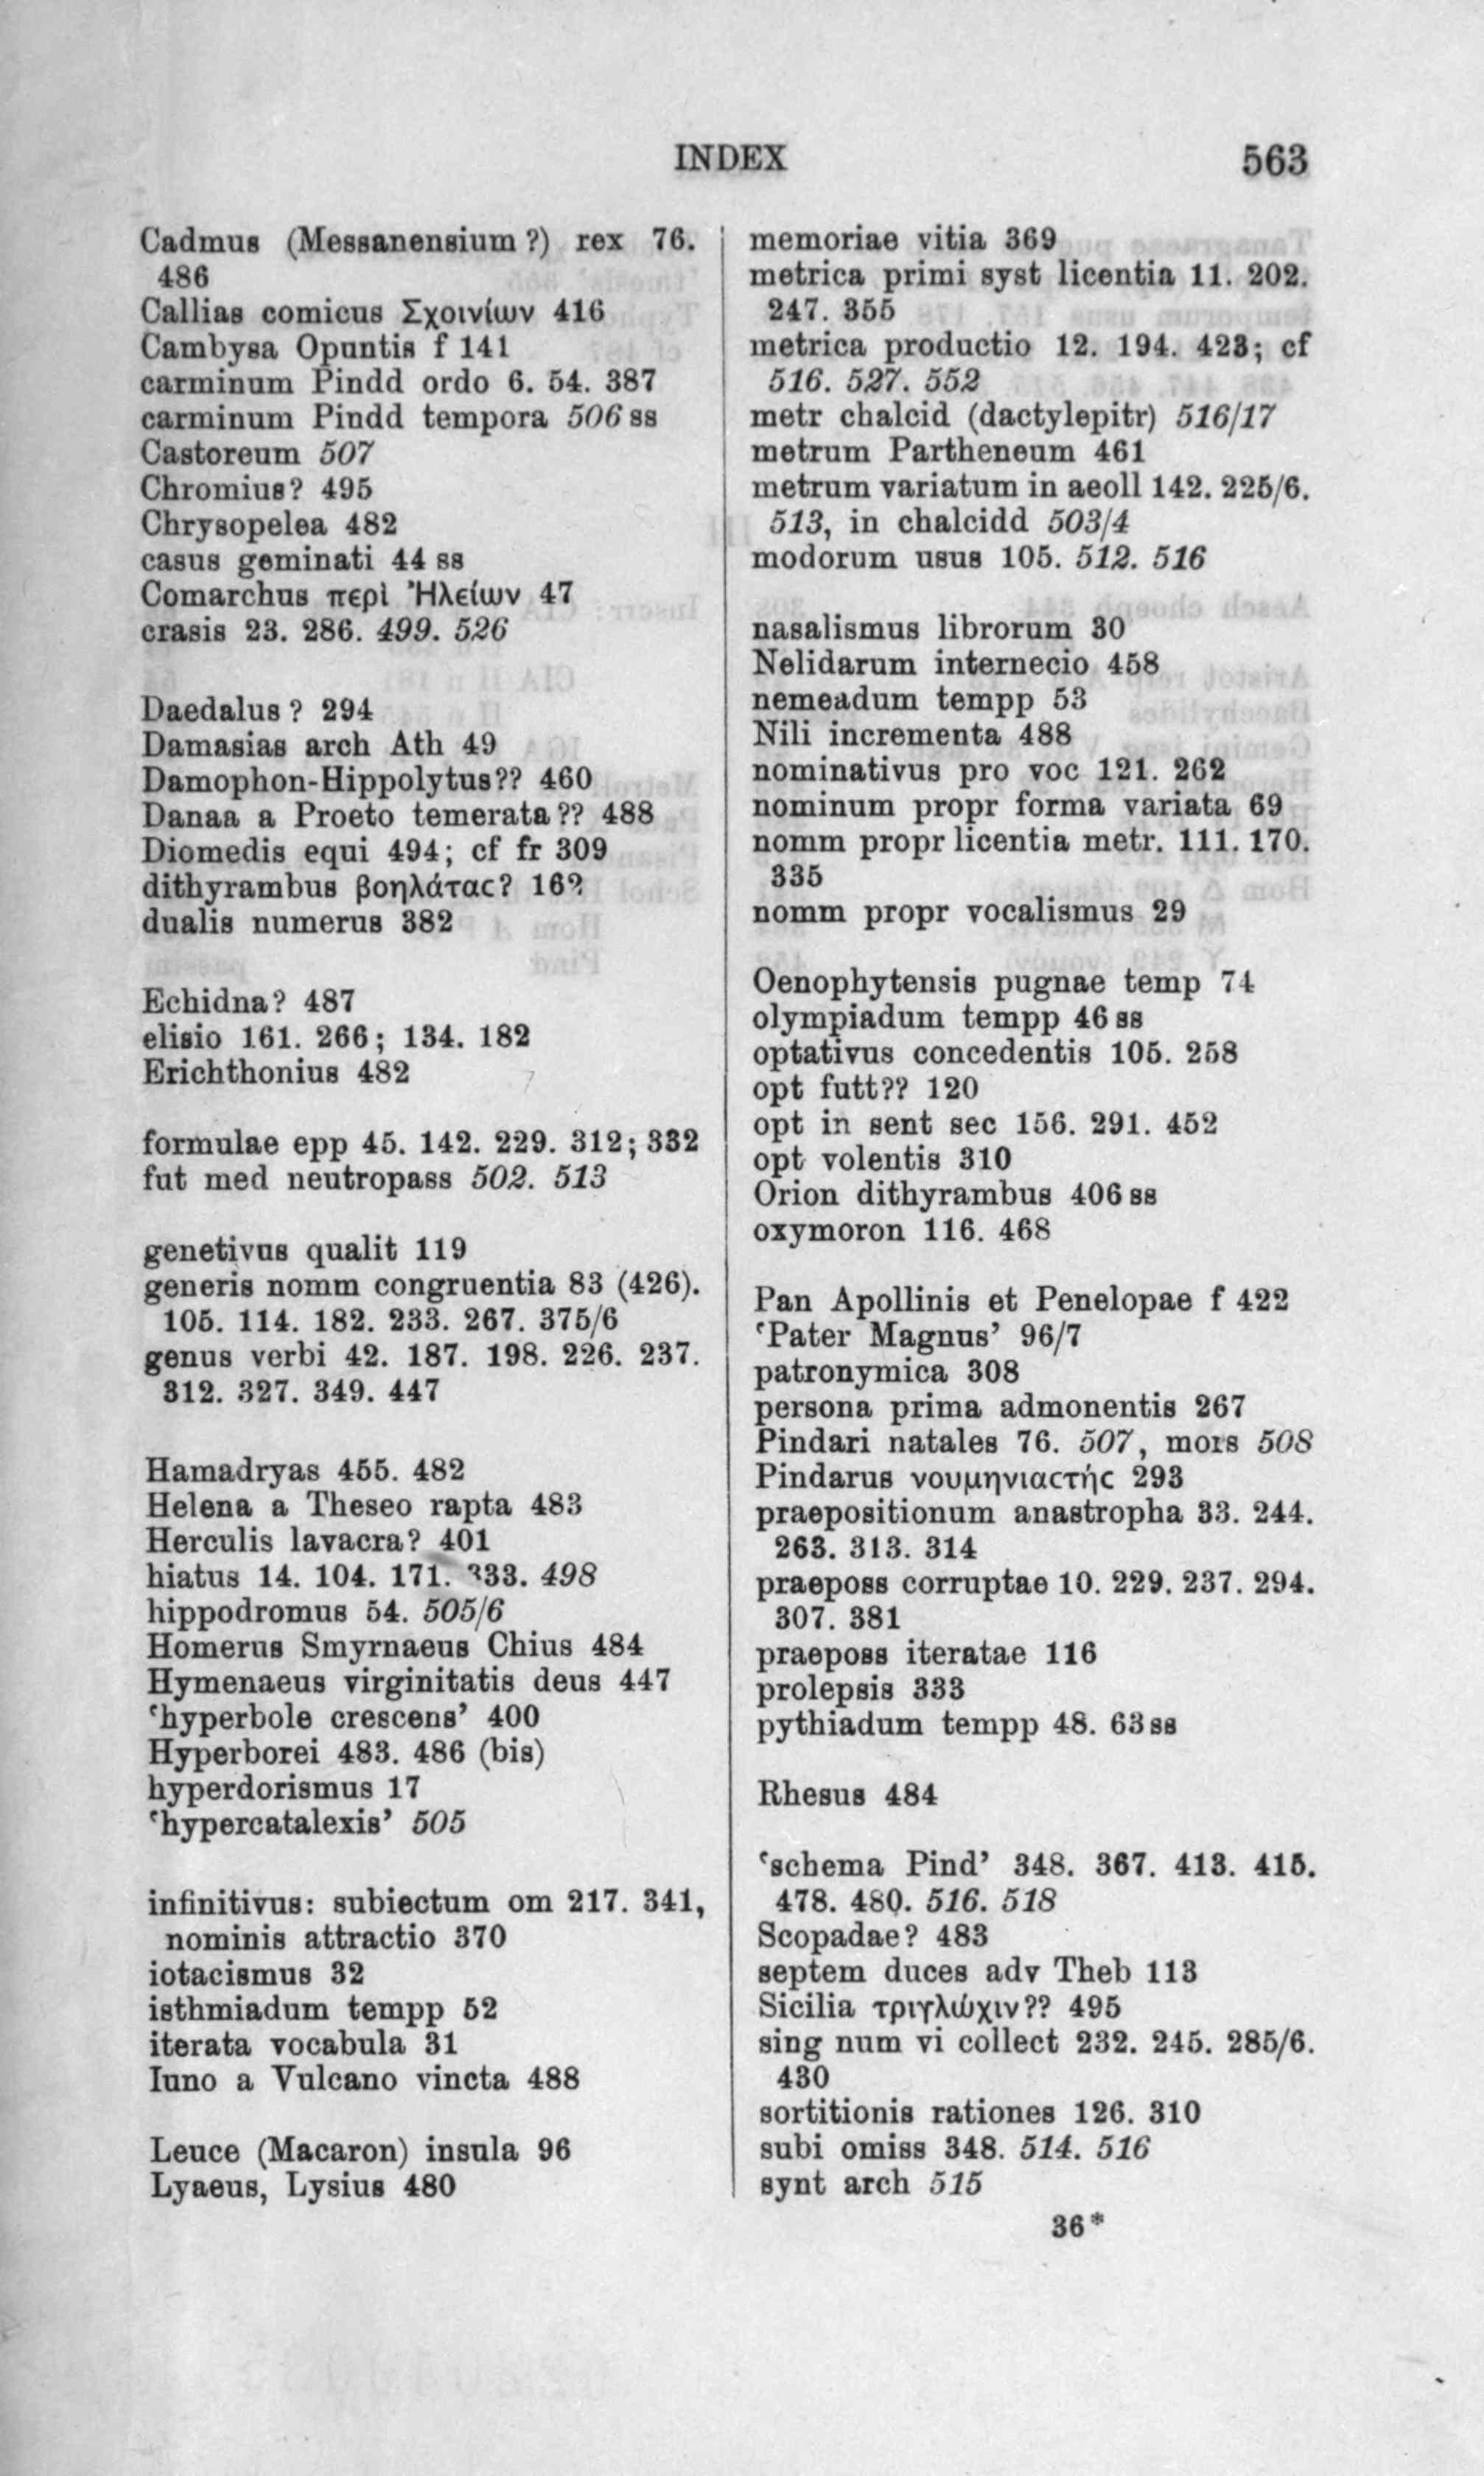 INDEX 563
Cadmus (Messanensium?) rex 76.
486
Callias comicus Σχοινίων 416
Cambysa Opuntis f 141
carminum Pindd ordo 6. 54. 387
carminum Pindd tempora 506 ss
Castoreum 507
Chromius? 495
Chrysopelea 482
casus geminati 44 ss
Comarchus περὶ Ἠλείων 47
crasis 23. 286. 499. 526
Daedalus? 294
Damasias arch Ath 49
Damophon-Hippolytus?? 460
Danaa a Proeto temerata?? 488
Diomedis equi 494; cf fr 309
dithyrambus βοηλάταϲ? 162
dualis numerus 382
Echidna? 487
elisio 161. 266; 134. 182
Erichthonius 482
formulae epp 45. 142. 229. 312; 332
fut med neutropass 502. 513
genetivus qualit 119
generis nomm congruentia 83 (426).
105. 114. 182. 233. 267. 375/6
genus verbi 42. 187. 198. 226. 237.
312. 327. 349. 447
Hamadryas 455. 482
Helena a Theseo rapta 483
Herculis lavacra? 401
hiatus 14. 104. 171. 333. 498
hippodromus 54. 505/6
Homerus Smyrnaeus Chius 484
Hymenaeus virginitatis deus 447
‘hyperbole crescens’ 400
Hyperborei 483. 486 (bis)
hyperdorismus 17
‘hypercatalexis’ 505
infinitivus: subiectum om 217. 341,
nominis attractio 370
iotacismus 32
isthmiadum tempp 52
iterata vocabula 31
Iuno a Vulcano vincta 488
Leuce (Macaron) insula 96
Lyaeus, Lysius 480
memoriae vitia 369
metrica primi syst licentia 11. 202.
247. 355
metrica productio 12. 194. 423; cf
516. 527. 552
metr chalcid (dactylepitr) 516/17
metrum Partheneum 461
metrum variatum in aeoll 142. 225/6.
513, in chalcidd 503/4
modorum usus 105. 512. 516
nasalismus librorum 30
Nelidarum internecio 458
nemeadum tempp 53
Nili incrementa 488
nominativus pro voc 121. 262
nominum propr forma variata 69
nomm propr licentia metr. 111. 170.
335
nomm propr vocalismus 29
Oenophytensis pugnae temp 74
olympiadum tempp 46 ss
optativus concedentis 105. 258
opt futt?? 120
opt in sent sec 156. 291. 452
opt volentis 310
Orion dithyrambus 406 ss
oxymoron 116. 468
Pan Apollinis et Penelopae f 422
‘Pater Magnus’ 96/7
patronymica 308
persona prima admonentis 267
Pindari natales 76. 507, mors 508
Pindarus νουμηνιαϲτήϲ 293
praepositionum anastropha 33. 244.
263. 313. 314
praeposs corruptae 10. 229. 237. 294.
307. 381
praeposs iteratae 116
prolepsis 333
pythiadum tempp 48. 63 ss
Rhesus 484
‘schema Pind’ 348. 367. 413. 415.
478. 480. 516. 518
Scopadae? 483
septem duces adv Theb 113
Sicilia τριγλώχιν?? 495
sing num vi collect 232. 245. 285/6.
430
sortitionis rationes 126. 310
subi omiss 348. 514. 516
synt arch 515
36*